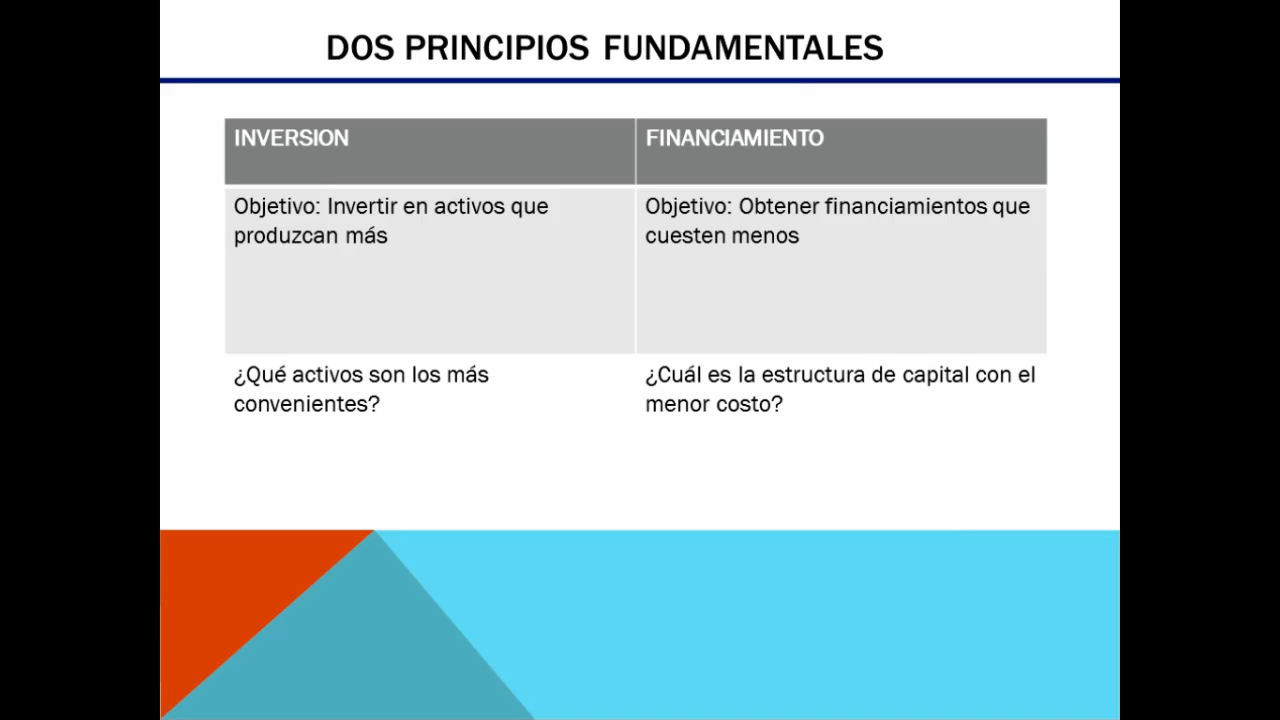 DOS PRINCIPIOS FUNDAMENTALES
INVERSION
FINANCIAMIENTO
Objetivo: Invertir en activos que
produzcan más
Objetivo: Obtener financiamientos que
cuesten menos
¿Qué activos son los más
convenientes?
¿Cuál es la estructura de capital con el
menor costo?